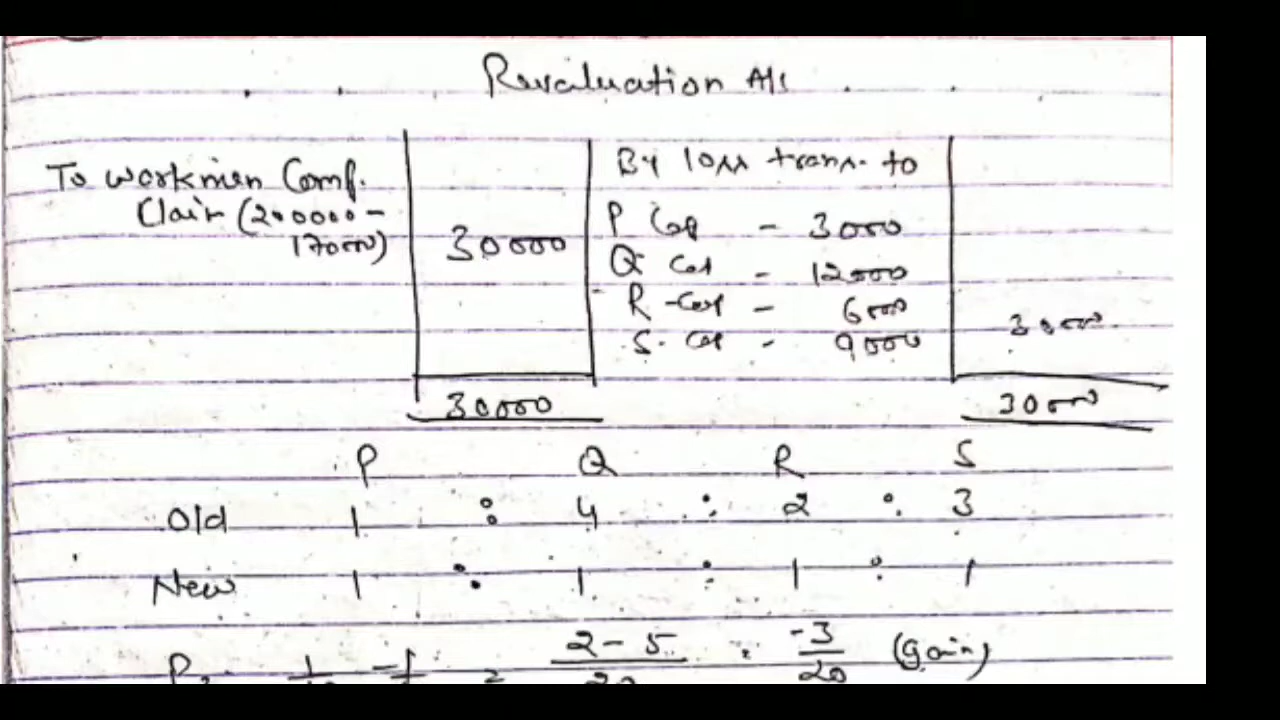 Revaluation A/s
To workmen Comp.
Clair (200000 -
170000)
30000
By loss trans. to
P Cap - 3000
Q Cap - 12000
R - Cap - 6000
S. Cap - 9000
30000
30000
30000
P Q R S
Old 1 : 4 : 2 : 3
New 1 : 1 : 1 : 1
2 - 5 -3 (gain)
20 20